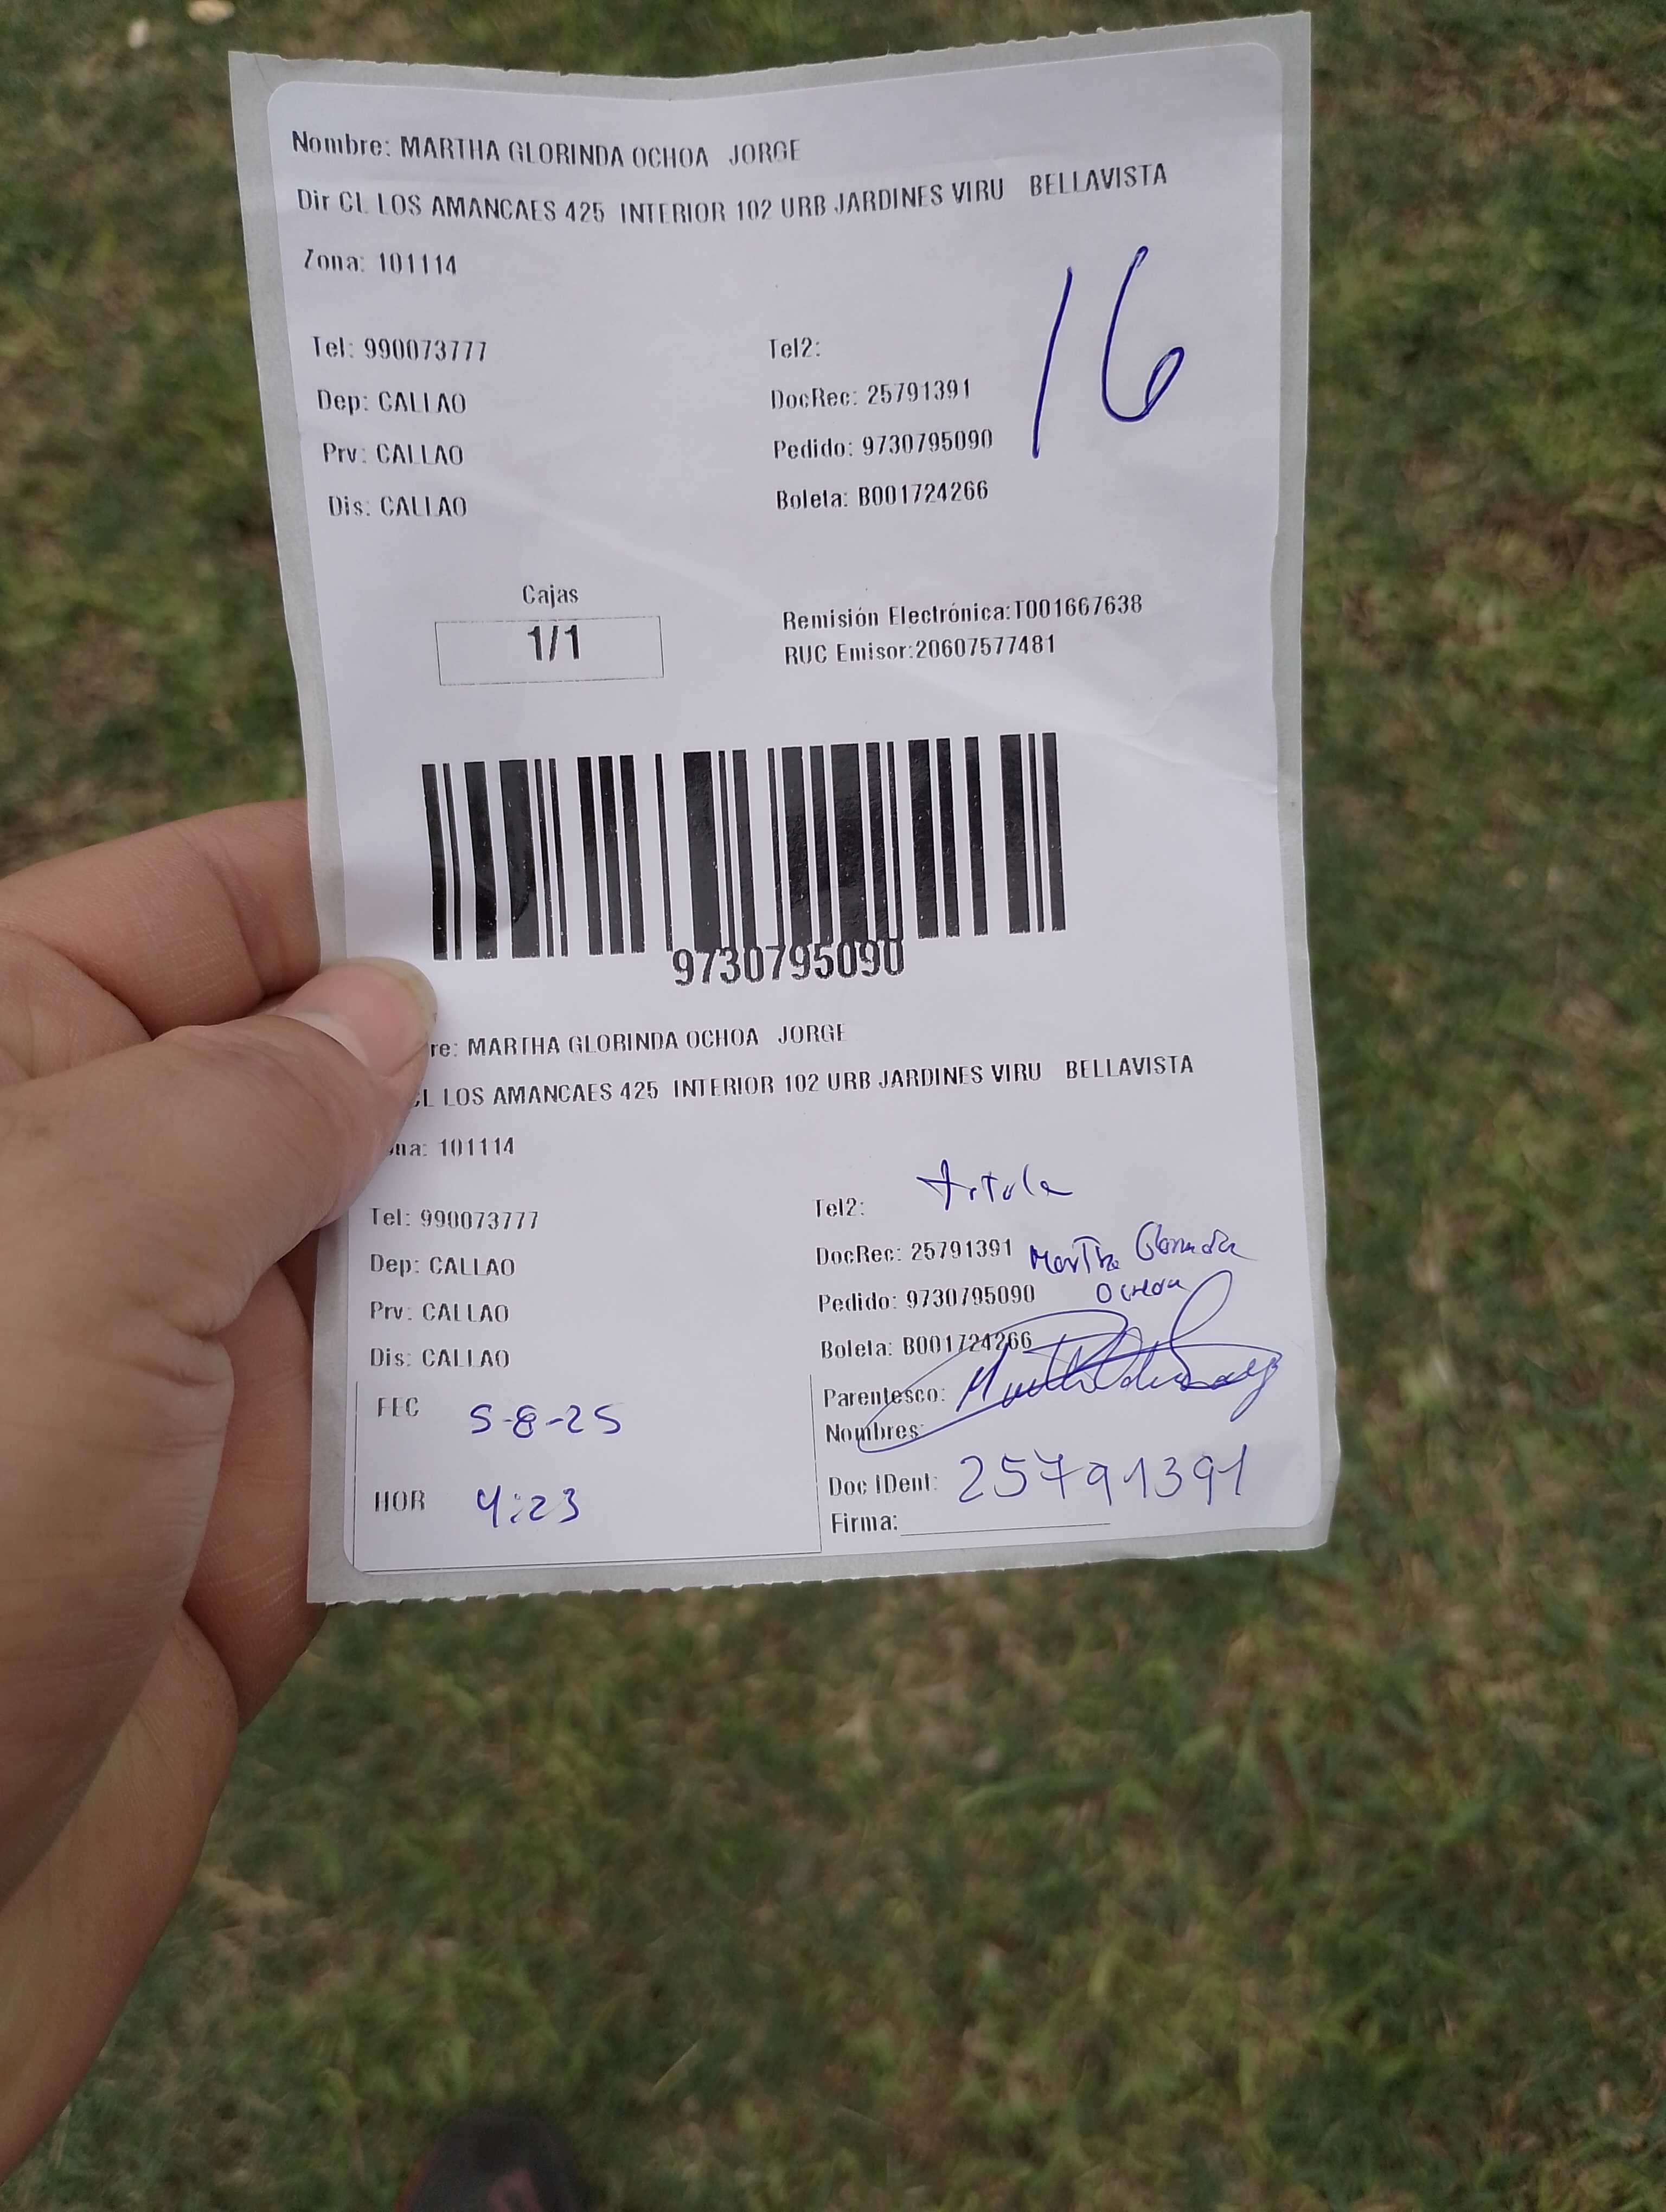 Nombre: MARTHA GLORINDA OCHOA JORGE
Dir CL LOS AMANCAES 425 INTERIOR 102 URB JARDINES VIRU BELLAVISTA
Zona: 101114
16
Tel: 990073777 Tel2:
Dep: CALLAO DocRec: 25791391
Prv: CALLAO Pedido: 9730795090
Dis: CALLAO Boleta: B001724266
Cajas
1/1
Remisión Electrónica:T001667638
RUC Emisor:20607577481
9730795090
re: MARTHA GLORINDA OCHOA JORGE
CL LOS AMANCAES 425 INTERIOR 102 URB JARDINES VIRU BELLAVISTA
na: 101114
Tel: 990073777 Tel2:
Dep: CALLAO DocRec: 25791391 Martha
Prv: CALLAO Pedido: 9730795090 Ochoa
Dis: CALLAO Boleta: B001724266
Parentesco:
Nombres:
FEC 5-8-25
HOR 4:23
Doc IDent: 25791391
Firma: